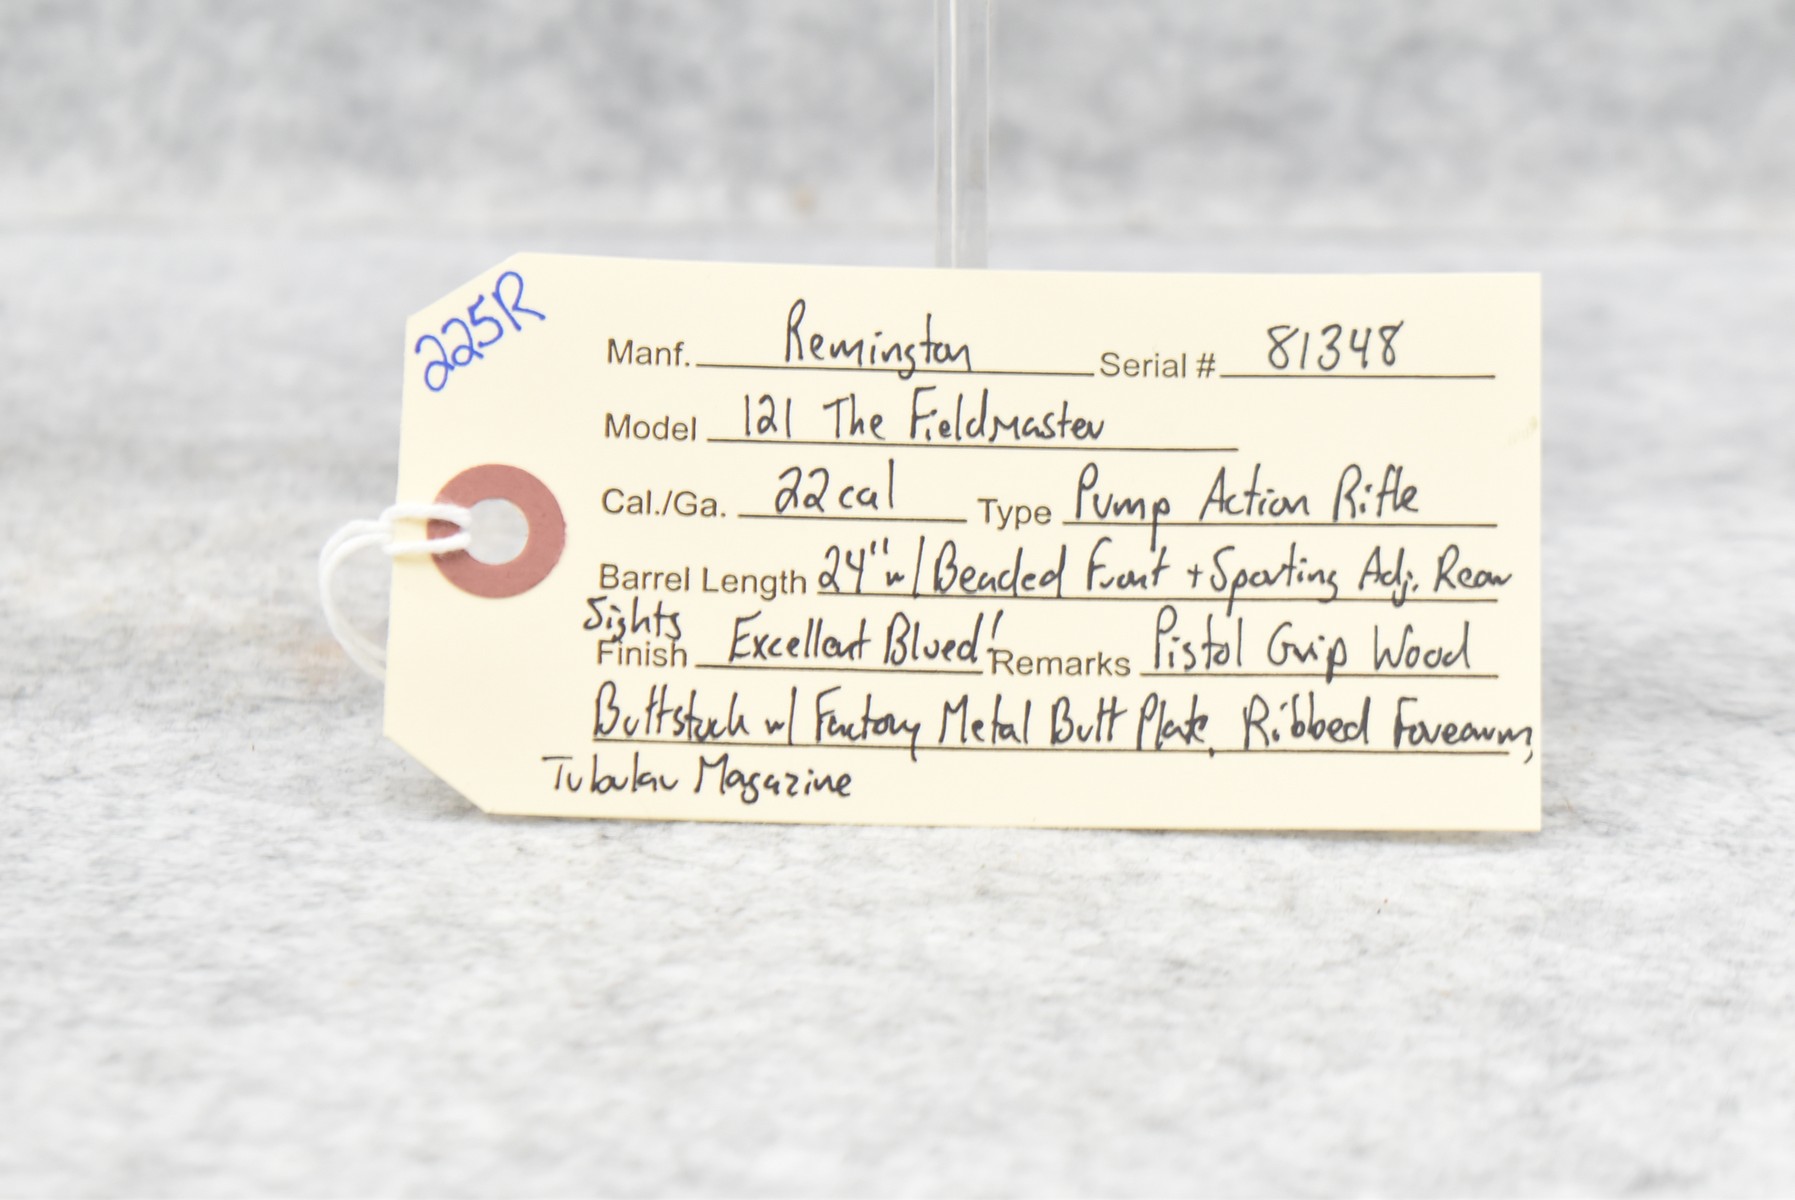 225R
Manf. Remington Serial # 81348
Model 121 The Fieldmaster
Cal./Ga. 22cal Type Pump Action Rifle
Barrel Length 24" w/ Beaded Front + Sporting Adj. Rear
Sights
Finish Excellent Blued! Remarks Pistol Grip Wood
Buttstock w/ Factory Metal Butt Plate, Ribbed Forearm,
Tubular Magazine